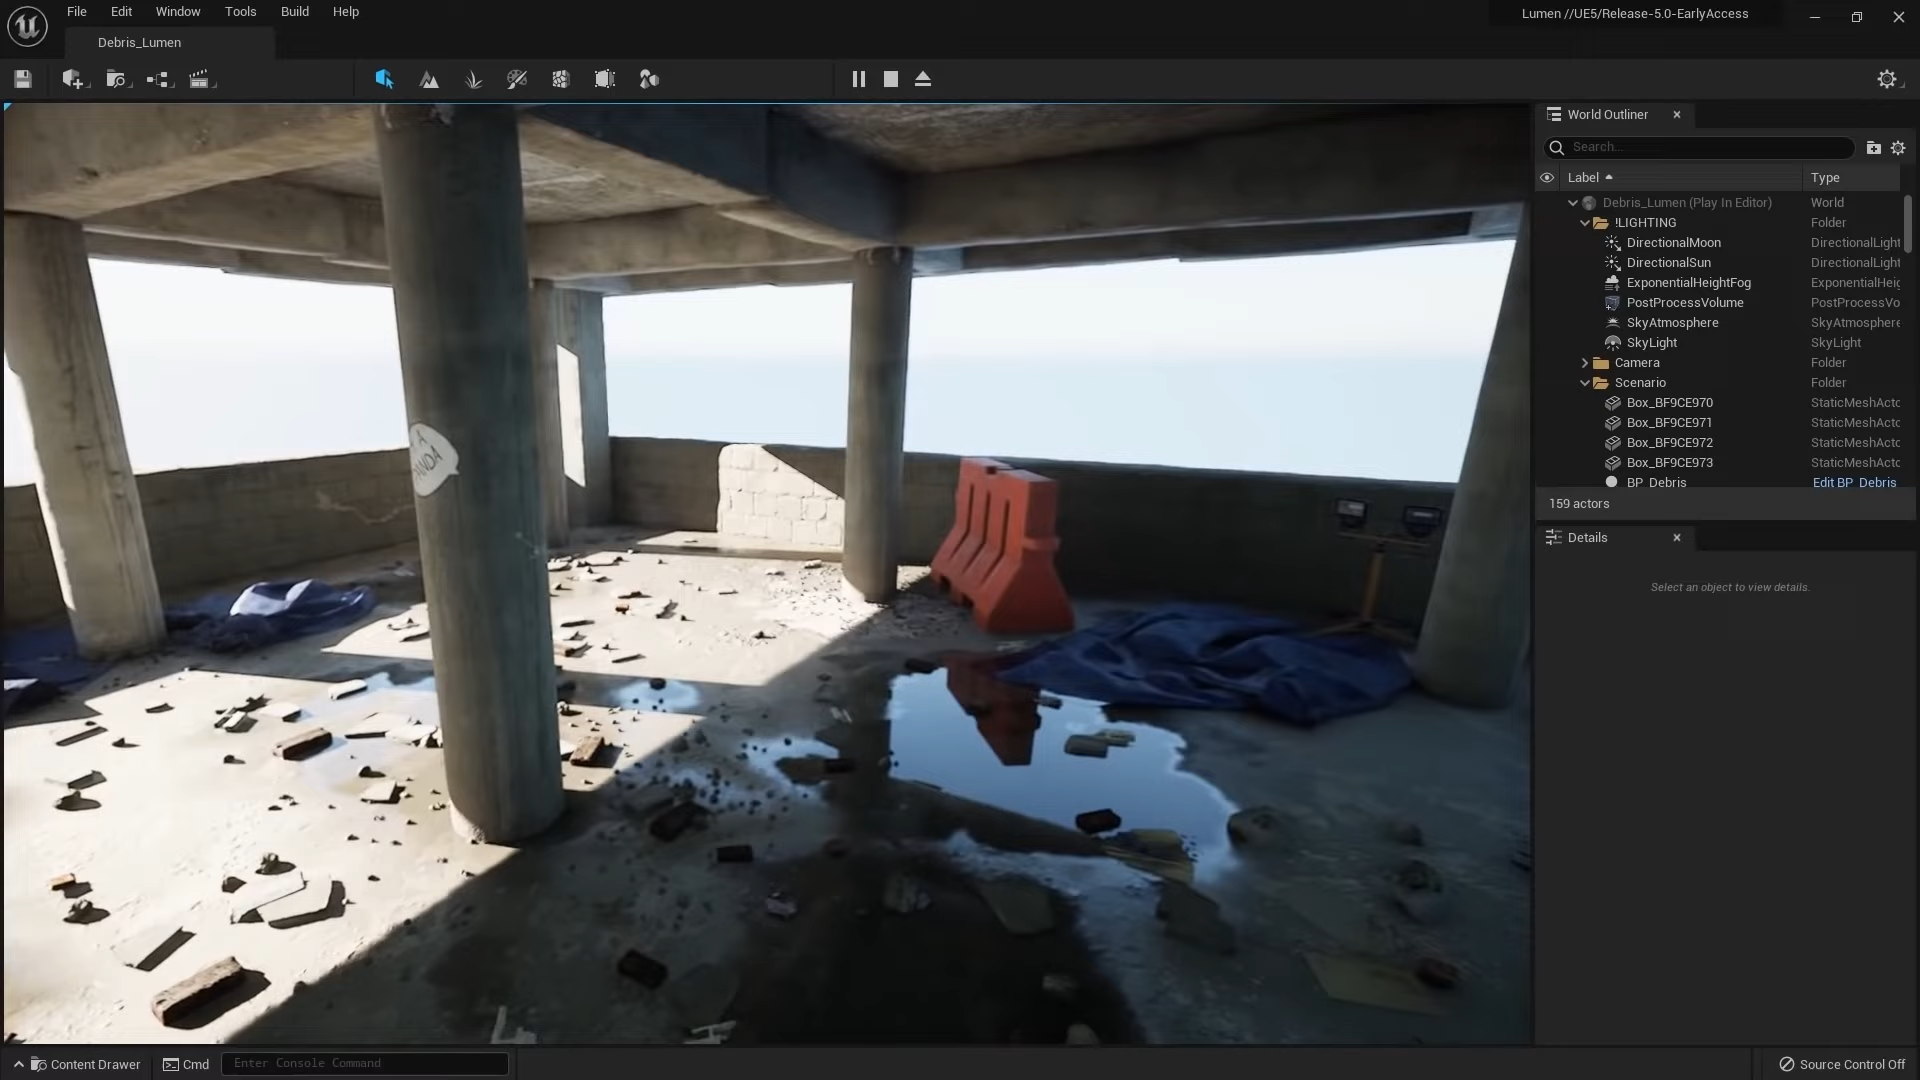 File Edit Window Tools Build Help
Lumen //UE5/Release-5.0-EarlyAccess
Debris_Lumen
World Outliner
Search...
Label Type
Debris_Lumen (Play In Editor) World
!LIGHTING Folder
DirectionalMoon DirectionalLight
DirectionalSun DirectionalLight
ExponentialHeightFog ExponentialHeig
PostProcessVolume PostProcessVo
SkyAtmosphere SkyAtmosphere
SkyLight SkyLight
Camera Folder
Scenario Folder
Box_BF9CE970 StaticMeshActo
Box_BF9CE971 StaticMeshActo
Box_BF9CE972 StaticMeshActo
Box_BF9CE973 StaticMeshActo
BP_Debris Edit BP_Debris
159 actors
Details
Select an object to view details.
Content Drawer Cmd Enter Console Command Source Control Off